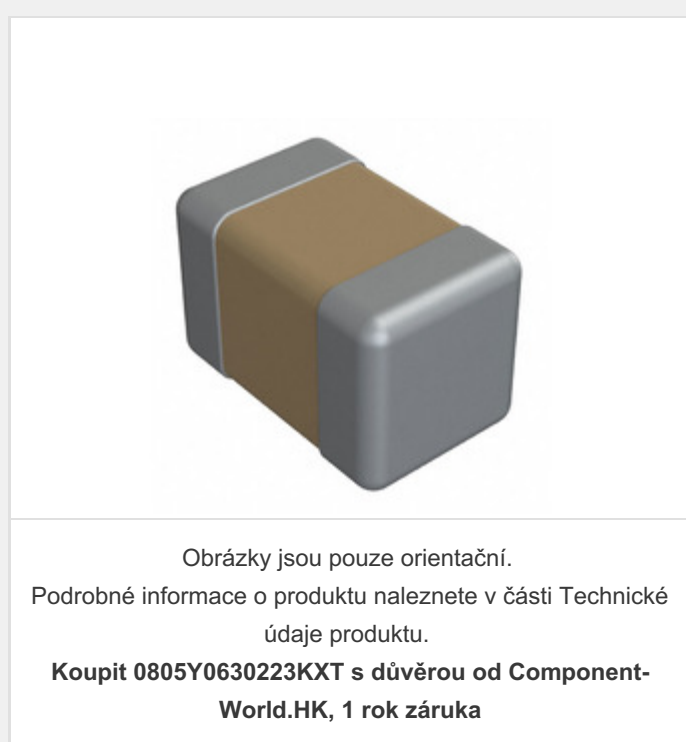 Obrázky jsou pouze orientační.
Podrobné informace o produktu naleznete v části Technické
údaje produktu.
Koupit 0805Y0630223KXT s důvěrou od Component-
World.HK, 1 rok záruka